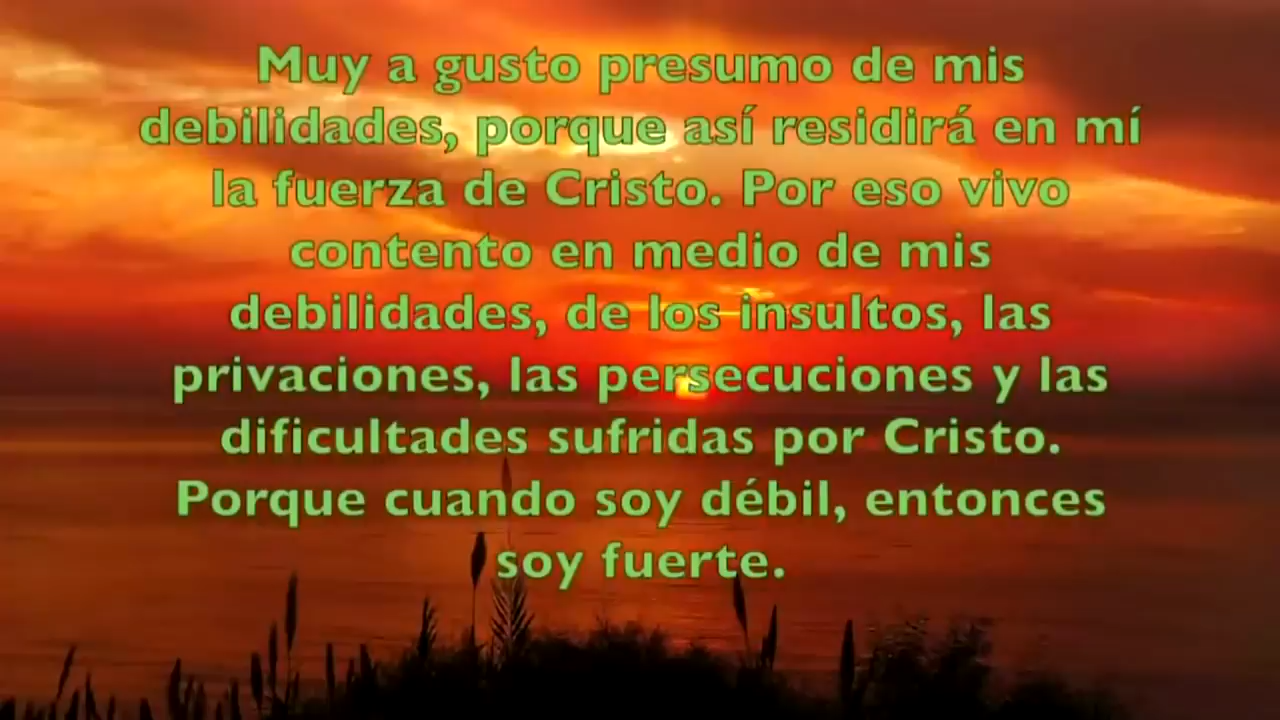 Muy a gusto presumo de mis
debilidades, porque así residirá en mí
la fuerza de Cristo. Por eso vivo
contento en medio de mis
debilidades, de los insultos, las
privaciones, las persecuciones y las
dificultades sufridas por Cristo.
Porque cuando soy débil, entonces
soy fuerte.